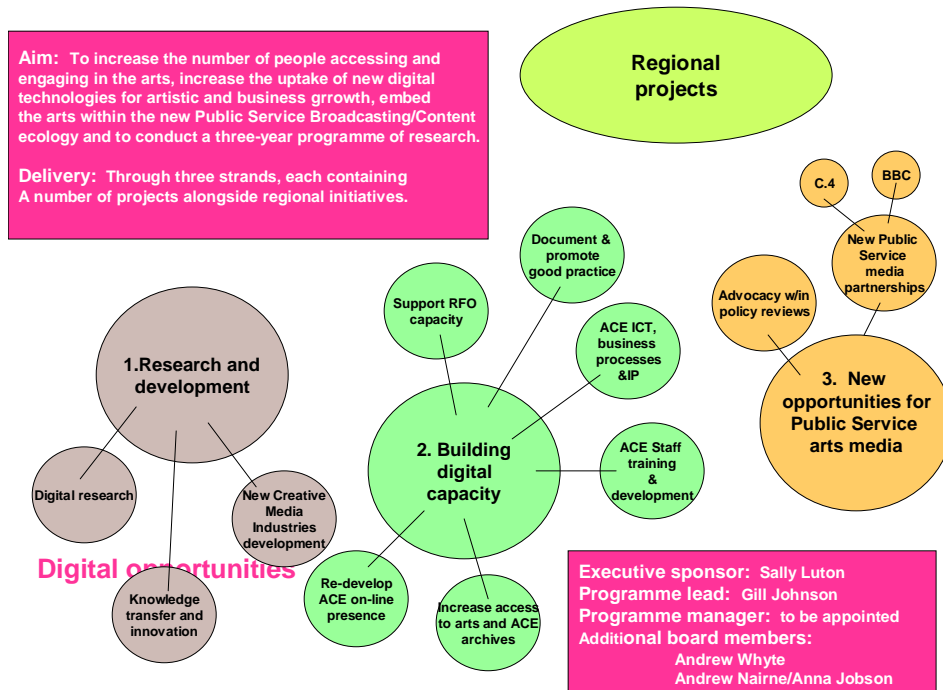 Aim: To increase the number of people accessing and
engaging in the arts, increase the uptake of new digital
technologies for artistic and business grrowth, embed
the arts within the new Public Service Broadcasting/Content
ecology and to conduct a three-year programme of research.
Delivery: Through three strands, each containing
A number of projects alongside regional initiatives.
Regional
projects
C.4
BBC
New Public
Service
media
partnerships
Advocacy w/in
policy reviews
3. New
opportunities for
Public Service
arts media
Document &
promote
good practice
Support RFO
capacity
ACE ICT,
business
processes
&IP
2. Building
digital
capacity
ACE Staff
training
&
development
Re-develop
ACE on-line
presence
Increase access
to arts and ACE
archives
1.Research and
development
Digital research
New Creative
Media
Industries
development
Knowledge
transfer and
innovation
Digital opportunities
Executive sponsor: Sally Luton
Programme lead: Gill Johnson
Programme manager: to be appointed
Additional board members:
Andrew Whyte
Andrew Nairne/Anna Jobson